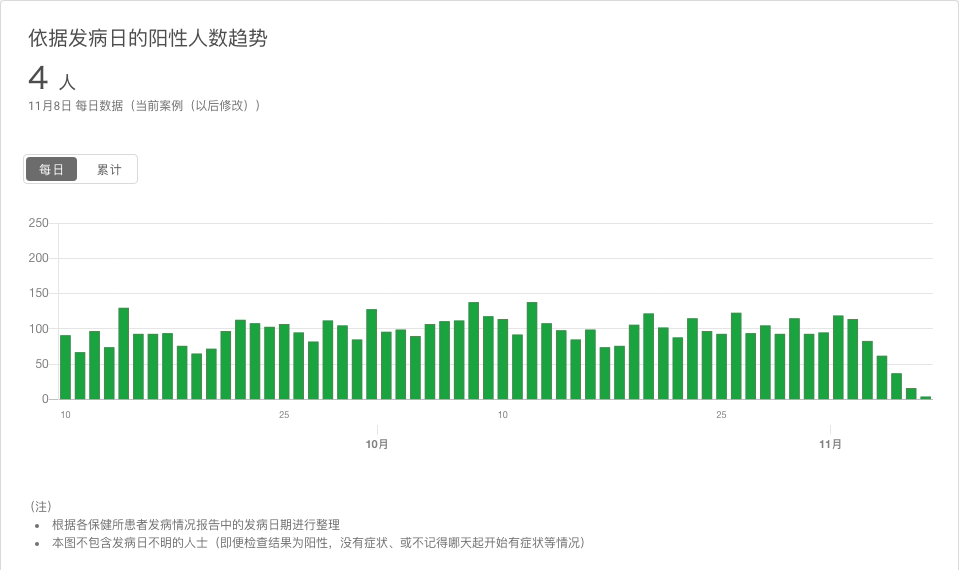 依据发病日的阳性人数趋势
4 人
11月8日 每日数据（当前案例（以后修改））
每日 累计
250
200
150
100
50
0
10 25 10 25
10月 11月
（注）
• 根据各保健所患者发病情况报告中的发病日期进行整理
• 本图不包含发病日不明的人士（即便检查结果为阳性，没有症状、或不记得哪天起开始有症状等情况）